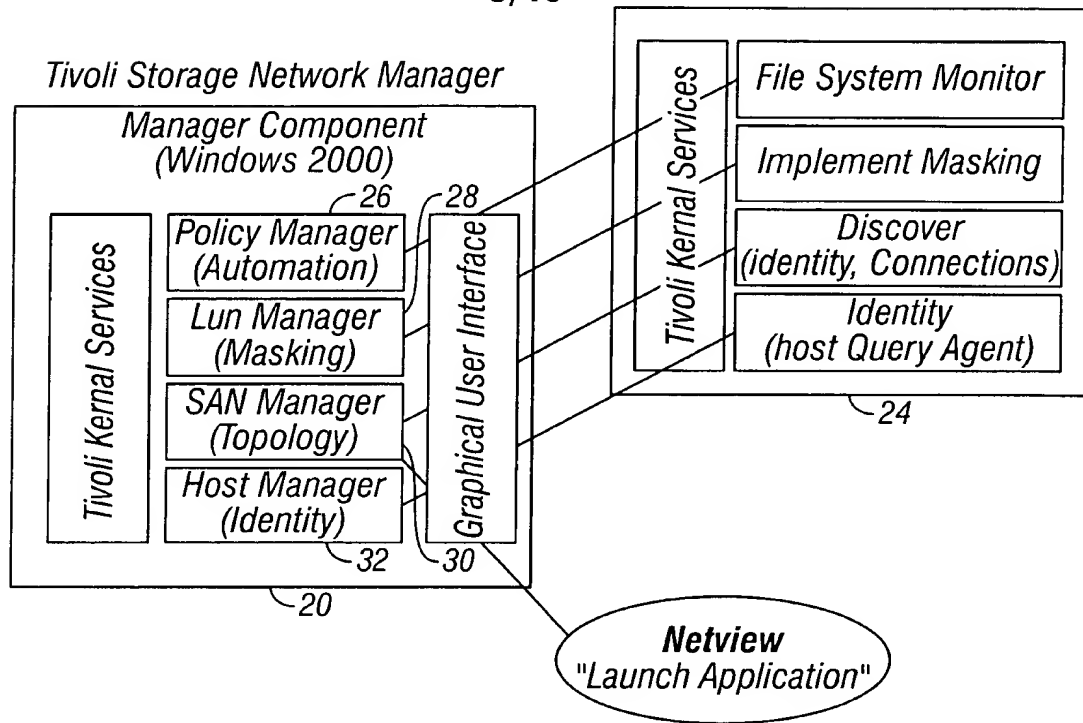 Tivoli Storage Network Manager
Manager Component
(Windows 2000)
Tivoli Kernal Services
26
28
Policy Manager
(Automation)
Lun Manager
(Masking)
SAN Manager
(Topology)
Host Manager
(Identity)
32
30
Graphical User Interface
20
Tivoli Kernal Services
File System Monitor
Implement Masking
Discover
(identity, Connections)
Identity
(host Query Agent)
24
Netview
"Launch Application"